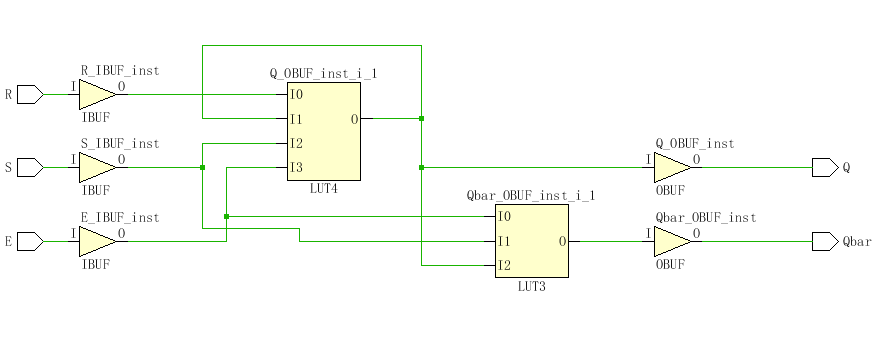 R_IBUF_inst
R
I
O
IBUF
Q_OBUF_inst_i_1
I0
I1
I2
I3
O
LUT4
S_IBUF_inst
S
I
O
IBUF
E_IBUF_inst
E
I
O
IBUF
Qbar_OBUF_inst_i_1
I0
I1
I2
O
LUT3
Q_OBUF_inst
I
O
Q
OBUF
Qbar_OBUF_inst
I
O
Qbar
OBUF